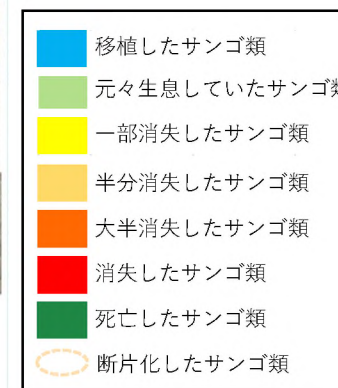 移植したサンゴ類
元々生息していたサンゴ
一部消失したサンゴ類
半分消失したサンゴ類
大半消失したサンゴ類
消失したサンゴ類
死亡したサンゴ類
断片化したサンゴ類